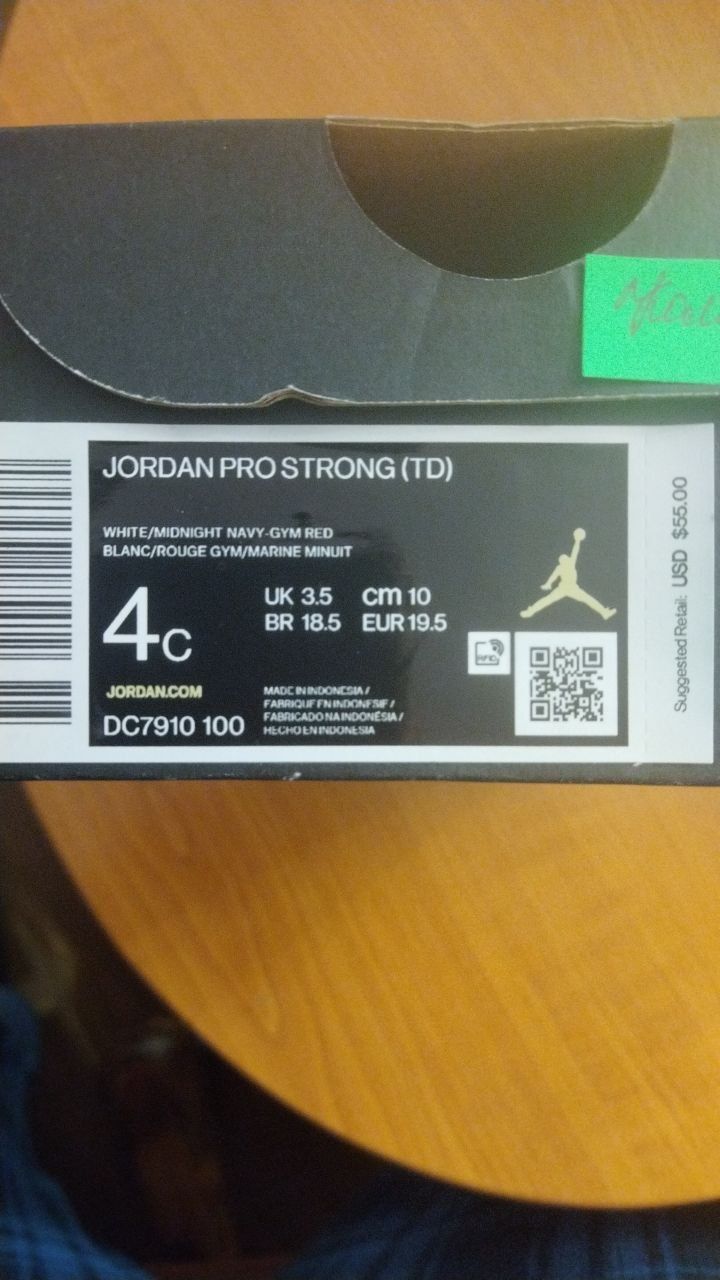 JORDAN PRO STRONG (TD)
WHITE/MIDNIGHT NAVY-GYM RED
BLANC/ROUGE GYM/MARINE MINUIT
4C
UK 3.5 cm 10
BR 18.5 EUR 19.5
JORDAN.COM
DC7910 100
MADE IN INDONESIA /
FABRIQUE EN INDONESIE /
FABRICADO NA INDONÉSIA /
HECHO EN INDONESIA
RFID
Suggested Retail: USD $55.00